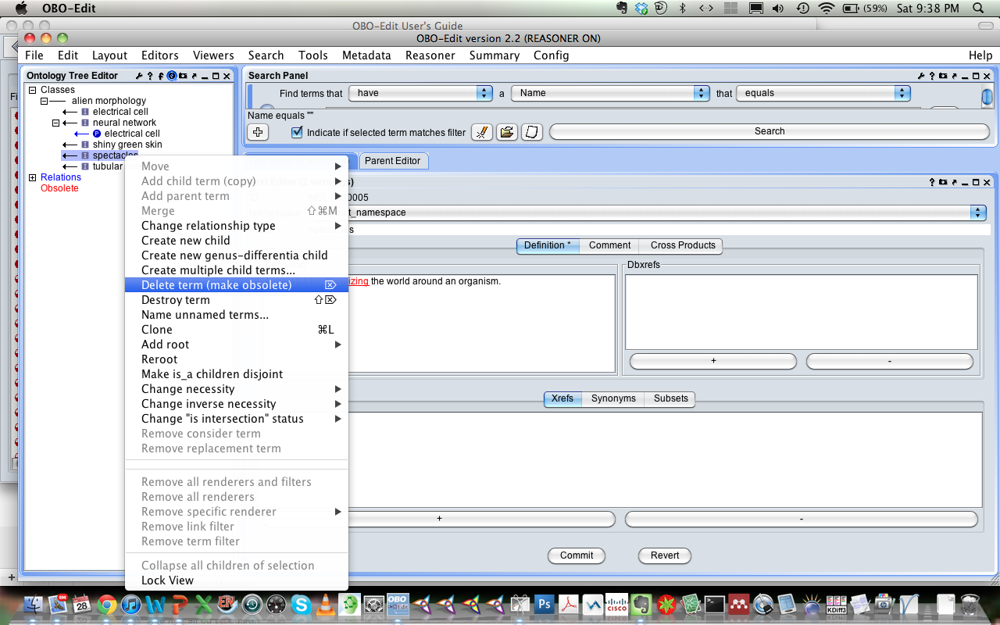 OBO-Edit
(59%)
Sat 9:38 PM
OBO-Edit User's Guide
OBO-Edit version 2.2 (REASONER ON)
File Edit Layout Editors Viewers Search Tools Metadata Reasoner Summary Config Help
Ontology Tree Editor
Classes
alien morphology
electrical cell
neural network
P electrical cell
shiny green skin
spectacles
tubular
Relations
Obsolete
Search Panel
Find terms that have a Name that equals
Name equals ""
Indicate if selected term matches filter
Search
Parent Editor
0005
t_namespace
s
Definition * Comment Cross Products
izing the world around an organism.
Dbxrefs
+ -
Xrefs Synonyms Subsets
+ -
Commit Revert
Move
Add child term (copy)
Add parent term
Merge ⇧⌘M
Change relationship type
Create new child
Create new genus-differentia child
Create multiple child terms...
Delete term (make obsolete) ⌦
Destroy term ⇧⌦
Name unnamed terms...
Clone ⌘L
Add root
Reroot
Make is_a children disjoint
Change necessity
Change inverse necessity
Change "is intersection" status
Remove consider term
Remove replacement term
Remove all renderers and filters
Remove all renderers
Remove specific renderer
Remove link filter
Remove term filter
Collapse all children of selection
Lock View
28
EN
OBO
Edit
Ps
cisco
KDiff3